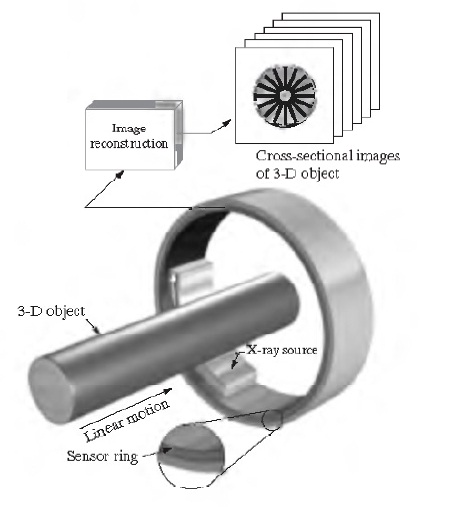 Image
reconstruction
Cross-sectional images
of 3-D object
3-D object
X-ray source
Linear motion
Sensor ring